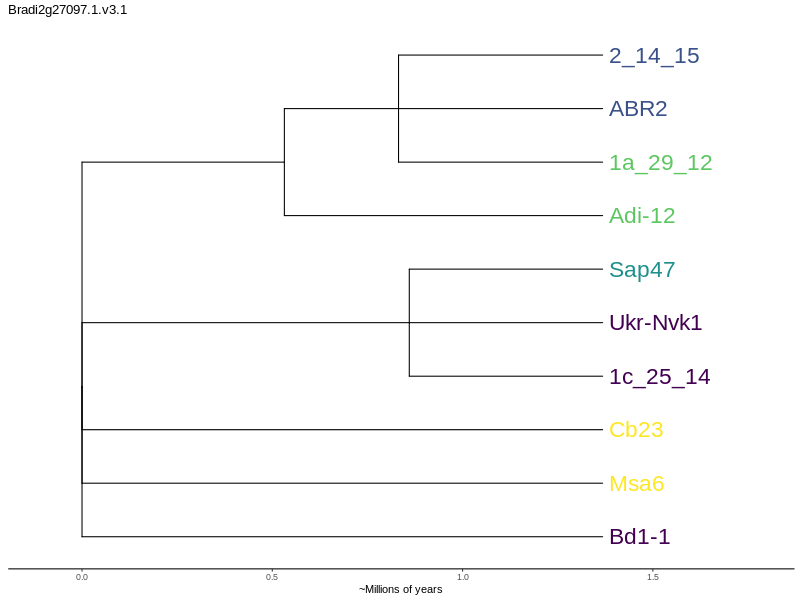 Bradi2g27097.1.v3.1
2_14_15
ABR2
1a_29_12
Adi-12
Sap47
Ukr-Nvk1
1c_25_14
Cb23
Msa6
Bd1-1
0.0 0.5 1.0 1.5
~Millions of years